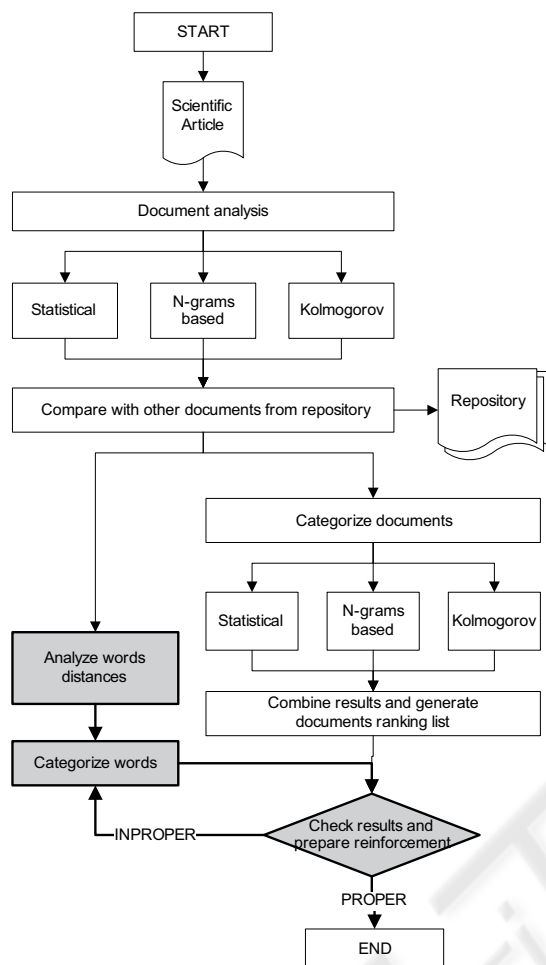 START
Scientific
Article
Document analysis
Statistical
N-grams
based
Kolmogorov
Compare with other documents from repository
Repository
Categorize documents
Statistical
N-grams
based
Kolmogorov
Analyze words
distances
Combine results and generate
documents ranking list
Categorize words
Check results and
prepare reinforcement
INPROPER
PROPER
END